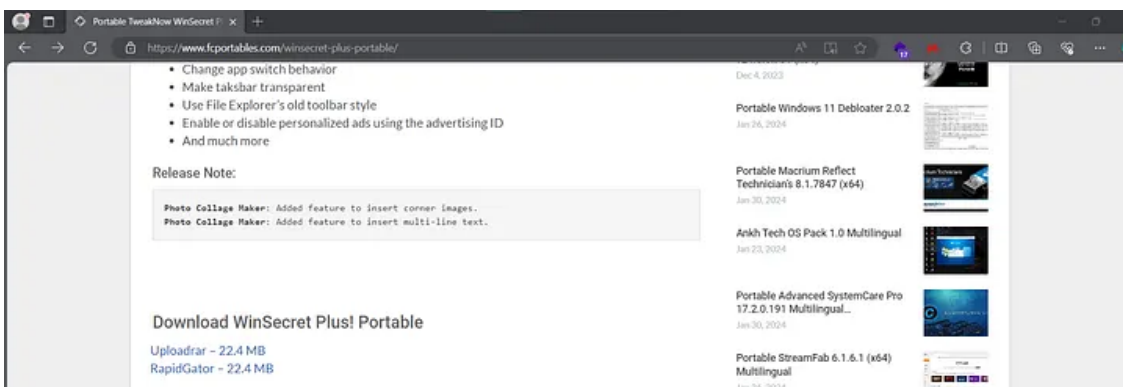 Portable TweakNow WinSecret P
https://www.fcportables.com/winsecret-plus-portable/
17
Change app switch behavior
Make taksbar transparent
Use File Explorer's old toolbar style
Enable or disable personalized ads using the advertising ID
And much more
Release Note:
Photo Collage Maker: Added feature to insert corner images.
Photo Collage Maker: Added feature to insert multi-line text.
Download WinSecret Plus! Portable
Uploadrar – 22.4 MB
RapidGator – 22.4 MB
Dec 4, 2023
Portable Windows 11 Debloater 2.0.2
Jan 26, 2024
Portable Macrium Reflect
Technician's 8.1.7847 (x64)
Jan 30, 2024
Ankh Tech OS Pack 1.0 Multilingual
Jan 23, 2024
Portable Advanced SystemCare Pro
17.2.0.191 Multilingual...
Jan 30, 2024
Portable StreamFab 6.1.6.1 (x64)
Multilingual